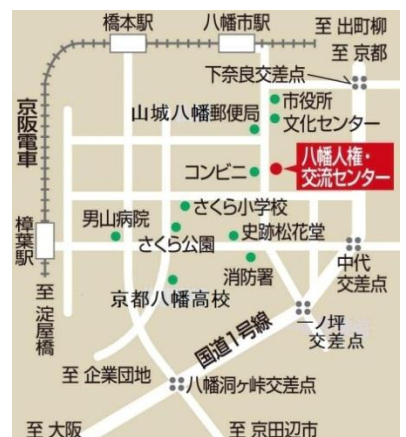 橋本駅
八幡市駅
至 出町柳
至 京都
下奈良交差点
京阪電車
山城八幡郵便局
市役所
文化センター
コンビニ
八幡人権・
交流センター
さくら小学校
男山病院
さくら公園
史跡松花堂
樟葉駅
消防署
中代
交差点
京都八幡高校
至 淀屋橋
一ノ坪
交差点
国道1号線
至 企業団地
八幡洞ヶ峠交差点
至 大阪
至 京田辺市